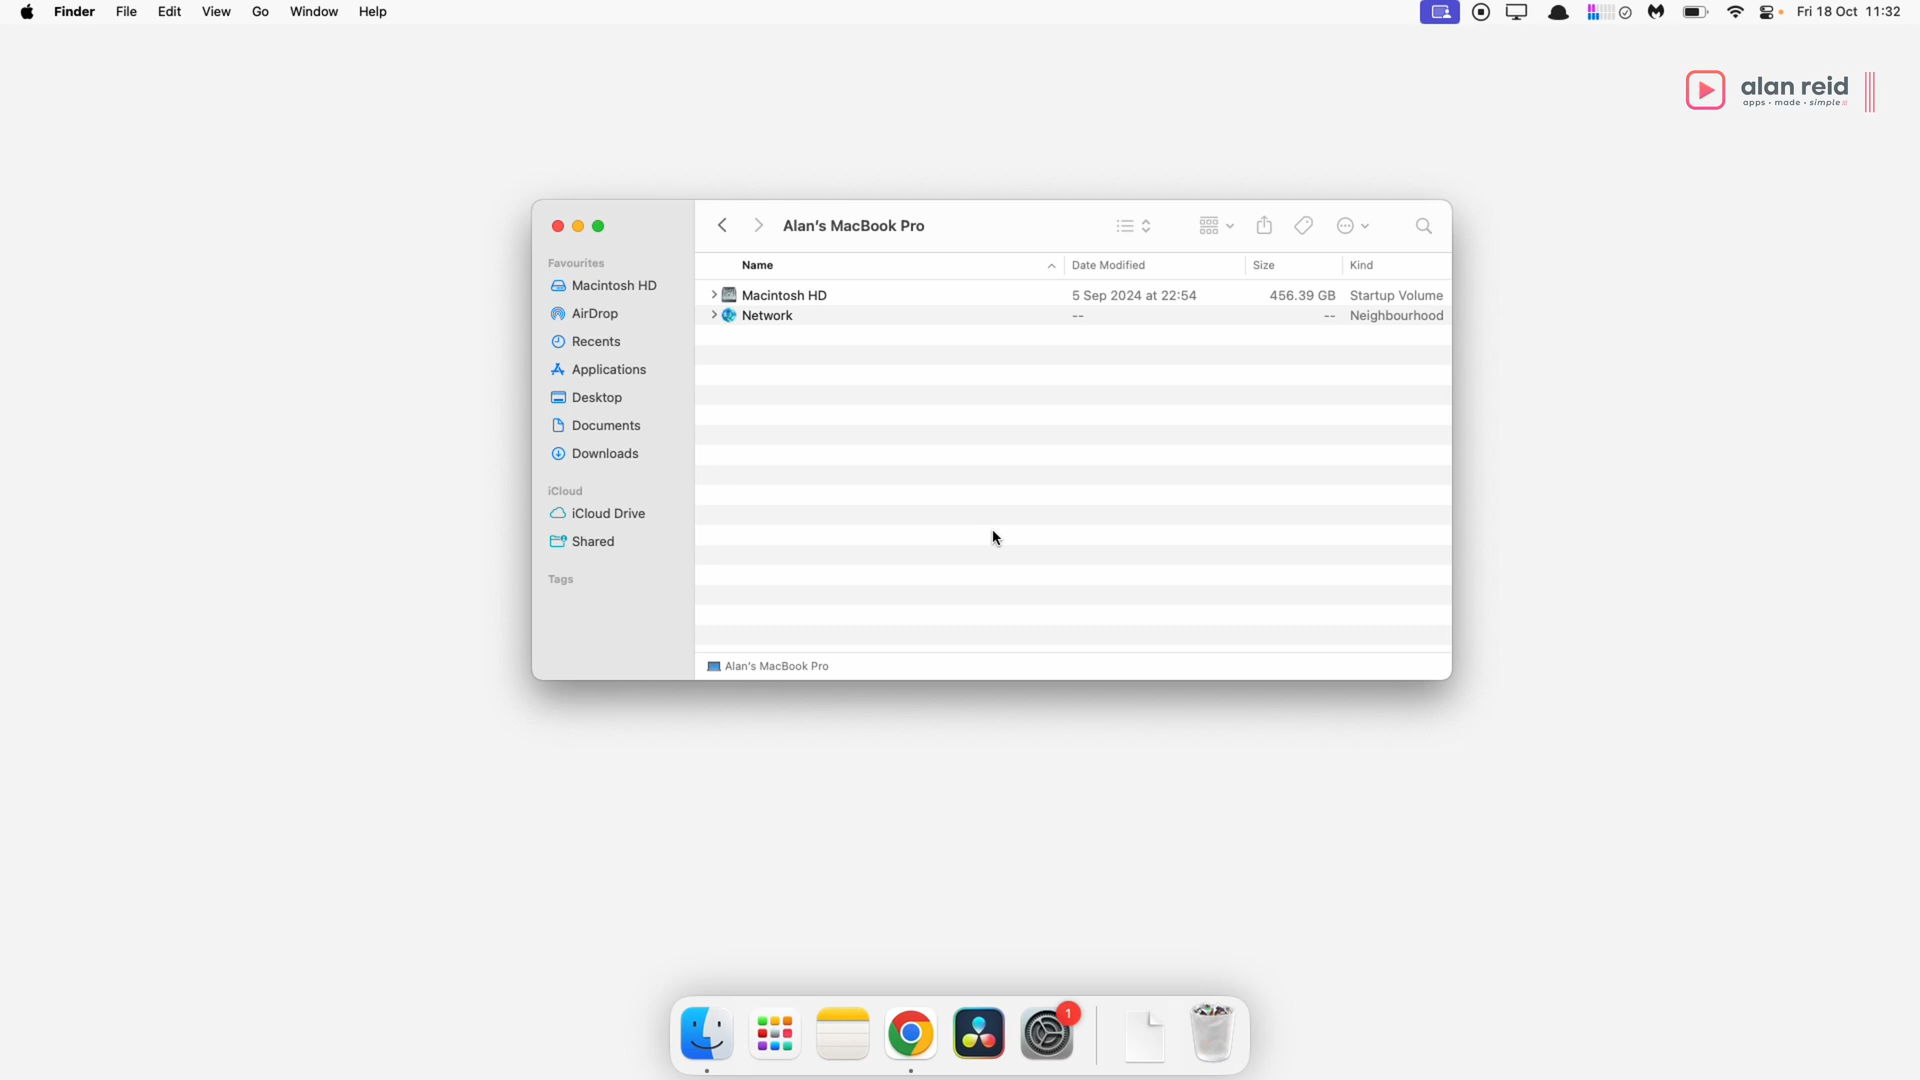 Finder File Edit View Go Window Help Fri 18 Oct 11:32
alan reid
apps • made • simple
Alan's MacBook Pro
Favourites
Macintosh HD
AirDrop
Recents
Applications
Desktop
Documents
Downloads
iCloud
iCloud Drive
Shared
Tags
Name Date Modified Size Kind
Macintosh HD 5 Sep 2024 at 22:54 456.39 GB Startup Volume
Network -- -- Neighbourhood
Alan's MacBook Pro
1